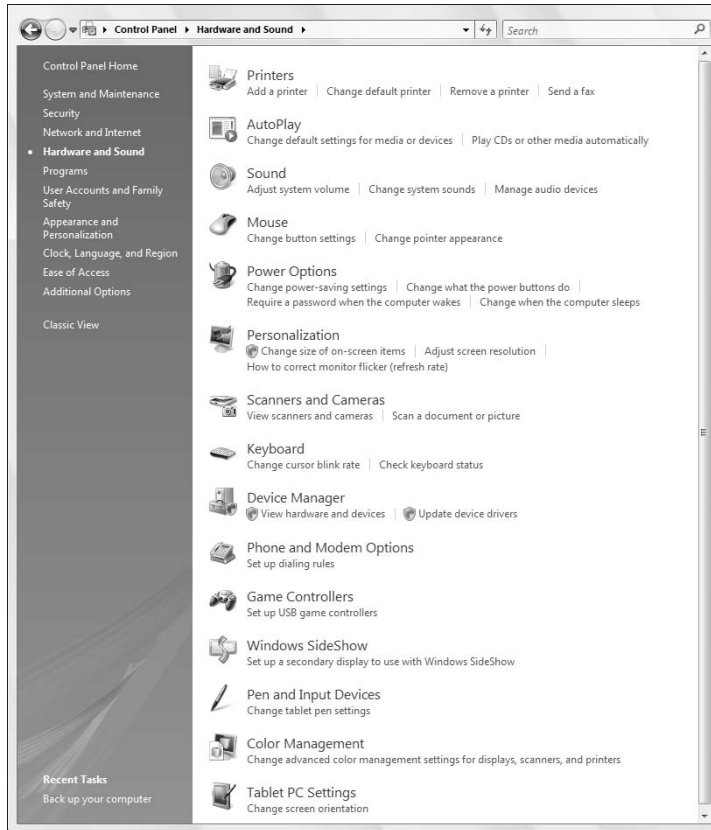 Control Panel Hardware and Sound Search
Control Panel Home
System and Maintenance
Security
Network and Internet
Hardware and Sound
Programs
User Accounts and Family
Safety
Appearance and
Personalization
Clock, Language, and Region
Ease of Access
Additional Options
Classic View
Recent Tasks
Back up your computer
Printers
Add a printer Change default printer Remove a printer Send a fax
AutoPlay
Change default settings for media or devices Play CDs or other media automatically
Sound
Adjust system volume Change system sounds Manage audio devices
Mouse
Change button settings Change pointer appearance
Power Options
Change power-saving settings Change what the power buttons do
Require a password when the computer wakes Change when the computer sleeps
Personalization
Change size of on-screen items Adjust screen resolution
How to correct monitor flicker (refresh rate)
Scanners and Cameras
View scanners and cameras Scan a document or picture
Keyboard
Change cursor blink rate Check keyboard status
Device Manager
View hardware and devices Update device drivers
Phone and Modem Options
Set up dialing rules
Game Controllers
Set up USB game controllers
Windows SideShow
Set up a secondary display to use with Windows SideShow
Pen and Input Devices
Change tablet pen settings
Color Management
Change advanced color management settings for displays, scanners, and printers
Tablet PC Settings
Change screen orientation